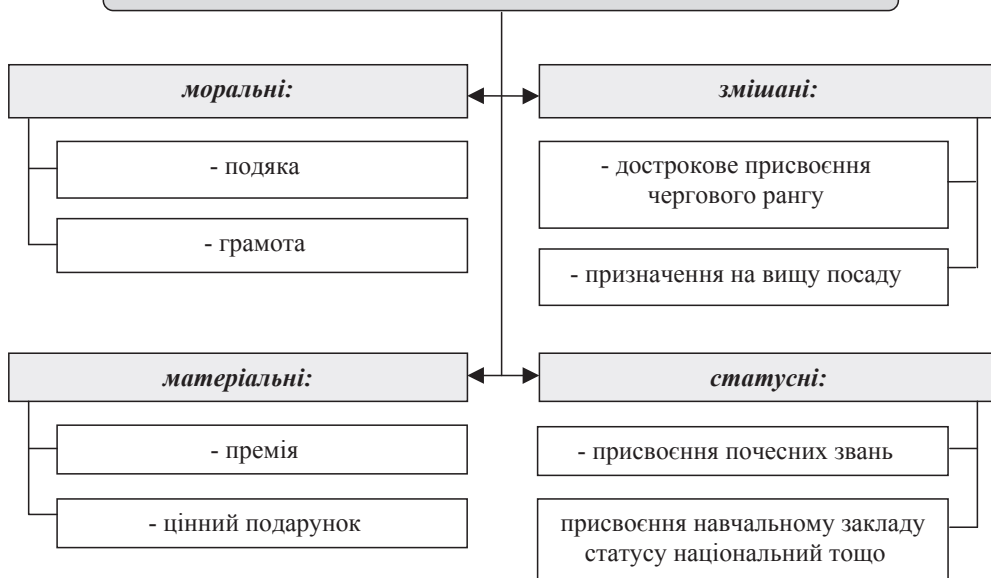 моральні:
- подяка
- грамота
змішані:
- дострокове присвоєння
чергового рангу
- призначення на вищу посаду
матеріальні:
- премія
- цінний подарунок
статусні:
- присвоєння почесних звань
присвоєння навчальному закладу
статусу національний тощо